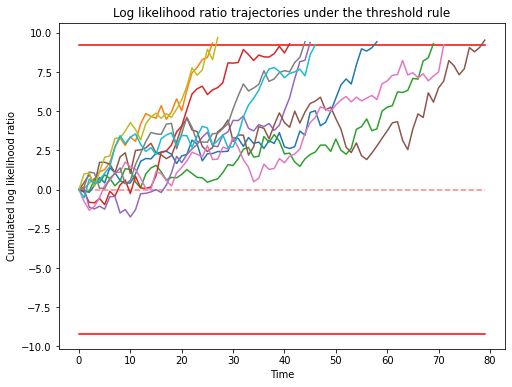 Log likelihood ratio trajectories under the threshold rule
Cumulated log likelihood ratio
10.0
7.5
5.0
2.5
0.0
−2.5
−5.0
−7.5
−10.0
0 10 20 30 40 50 60 70 80
Time